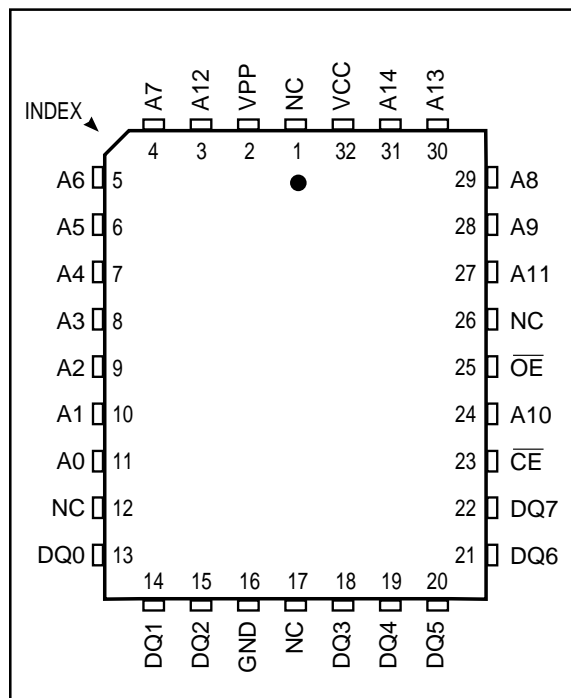 A7 A12 VPP NC VCC A14 A13
INDEX
4 3 2 1 32 31 30
A6 5 29 A8
A5 6 28 A9
A4 7 27 A11
A3 8 26 NC
A2 9 25 O̅E̅
A1 10 24 A10
A0 11 23 C̅E̅
NC 12 22 DQ7
DQ0 13 21 DQ6
14 15 16 17 18 19 20
DQ1 DQ2 GND NC DQ3 DQ4 DQ5